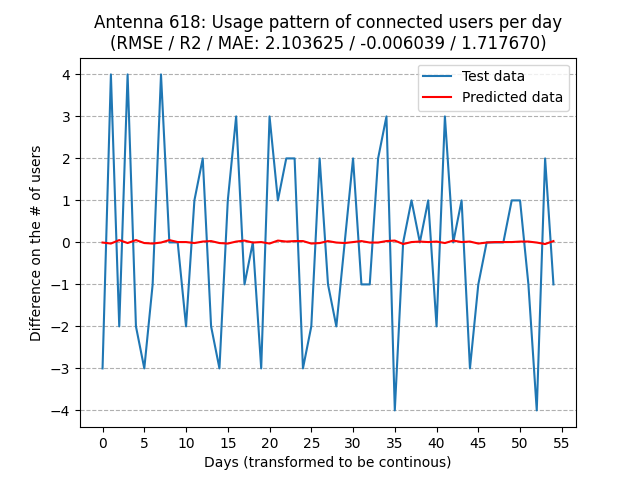 Antenna 618: Usage pattern of connected users per day
(RMSE / R2 / MAE: 2.103625 / -0.006039 / 1.717670)
Test data
Predicted data
4
3
2
1
0
−1
−2
−3
−4
Difference on the # of users
0 5 10 15 20 25 30 35 40 45 50 55
Days (transformed to be continous)